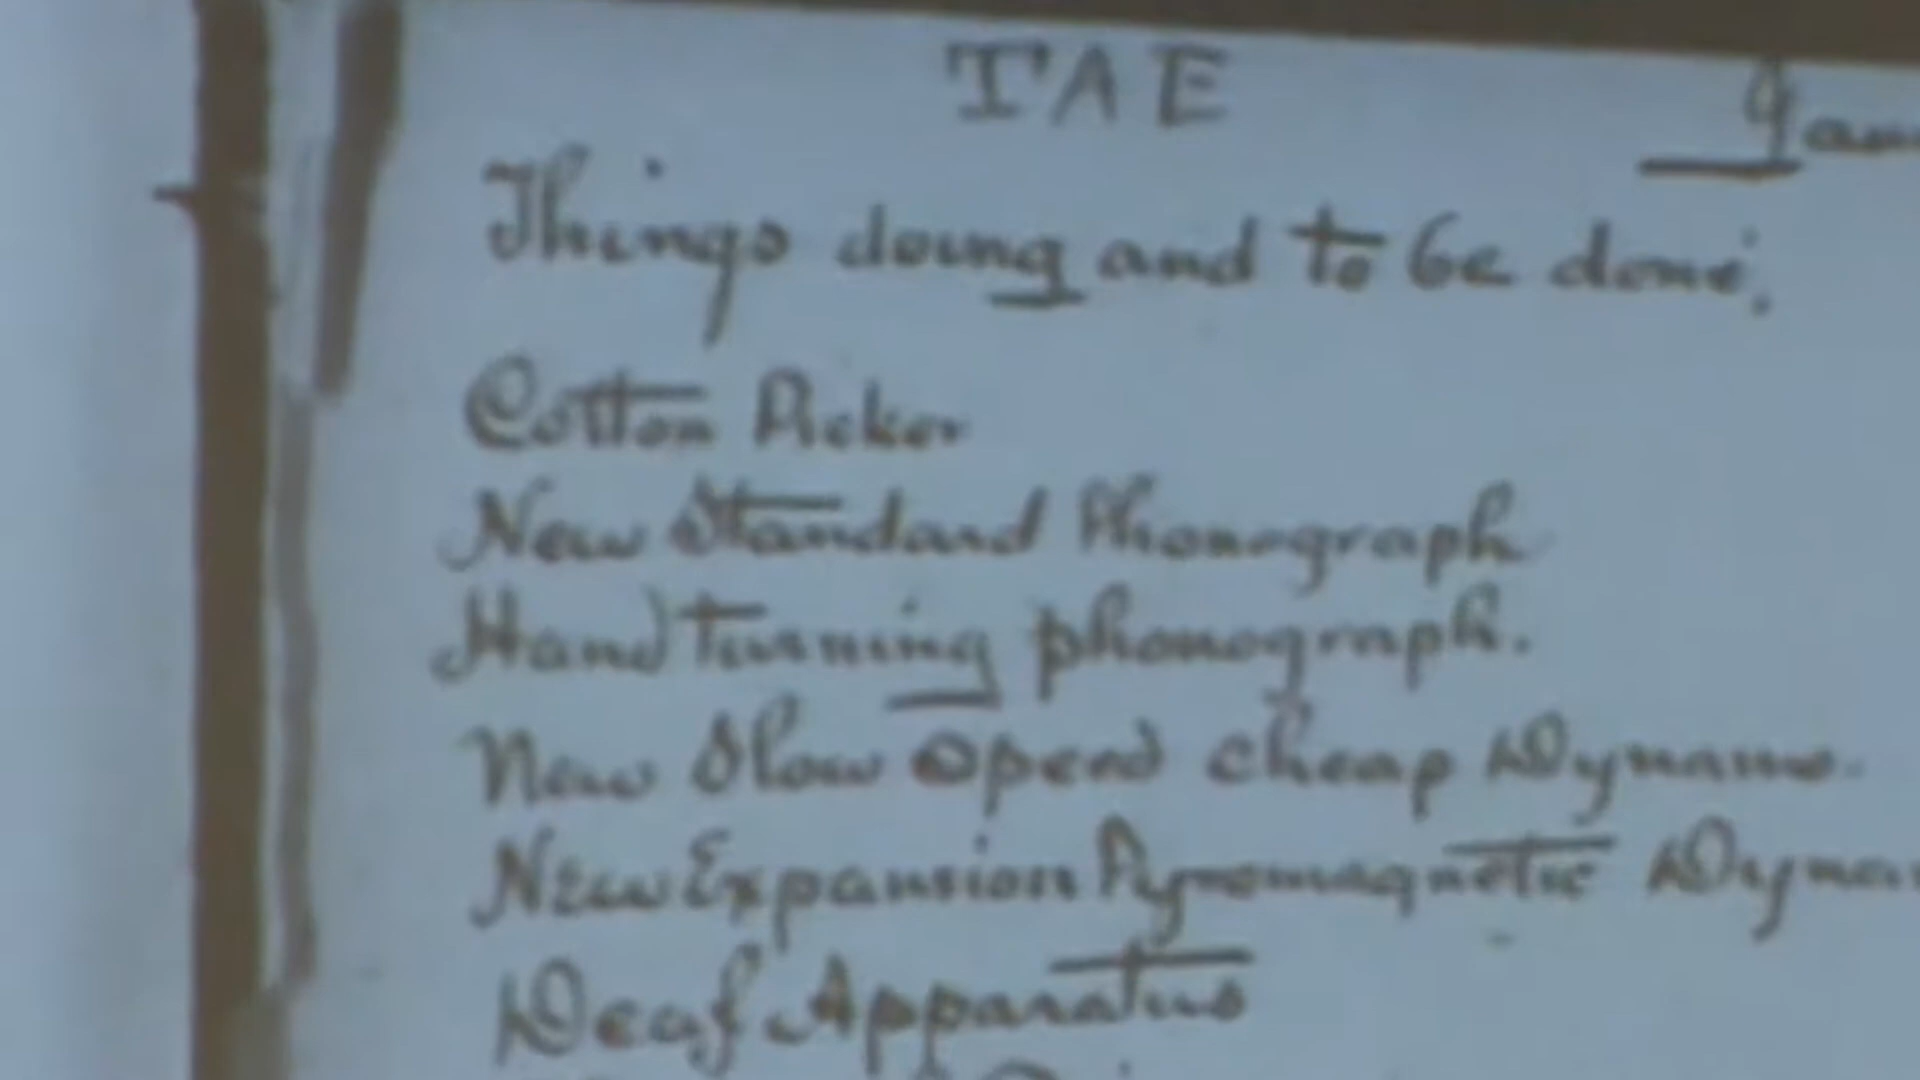 TAE
Things doing and to be done.
Cotton Picker
New Standard Phonograph
Hand turning phonograph.
New Slow Speed cheap Dynamo.
New Expansion Pyromagnetic
Deaf Apparatus